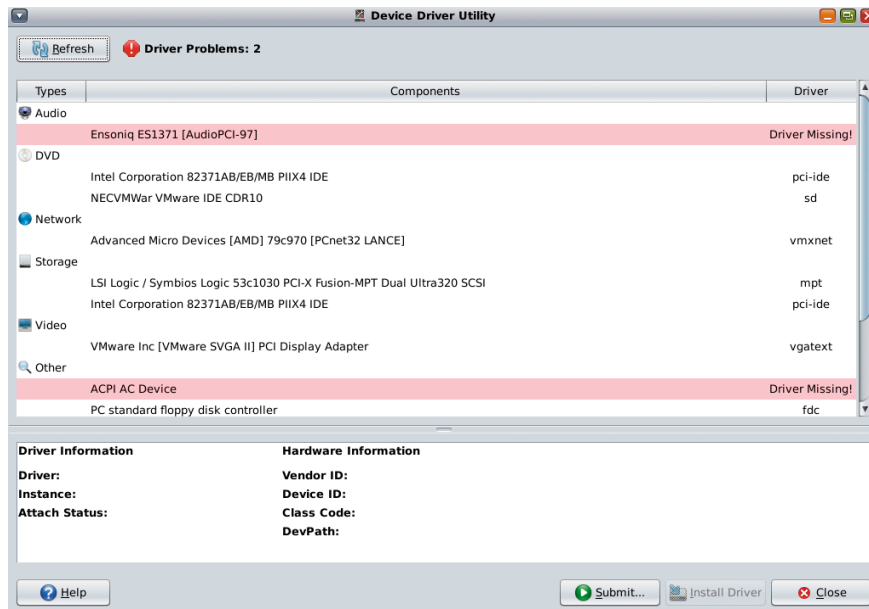 Device Driver Utility
Refresh Driver Problems: 2
Types Components Driver
Audio
Ensoniq ES1371 [AudioPCI-97] Driver Missing!
DVD
Intel Corporation 82371AB/EB/MB PIIX4 IDE pci-ide
NECVMWar VMware IDE CDR10 sd
Network
Advanced Micro Devices [AMD] 79c970 [PCnet32 LANCE] vmxnet
Storage
LSI Logic / Symbios Logic 53c1030 PCI-X Fusion-MPT Dual Ultra320 SCSI mpt
Intel Corporation 82371AB/EB/MB PIIX4 IDE pci-ide
Video
VMware Inc [VMware SVGA II] PCI Display Adapter vgatext
Other
ACPI AC Device Driver Missing!
PC standard floppy disk controller fdc
Driver Information Hardware Information
Driver: Vendor ID:
Instance: Device ID:
Attach Status: Class Code:
DevPath:
Help Submit... Install Driver Close